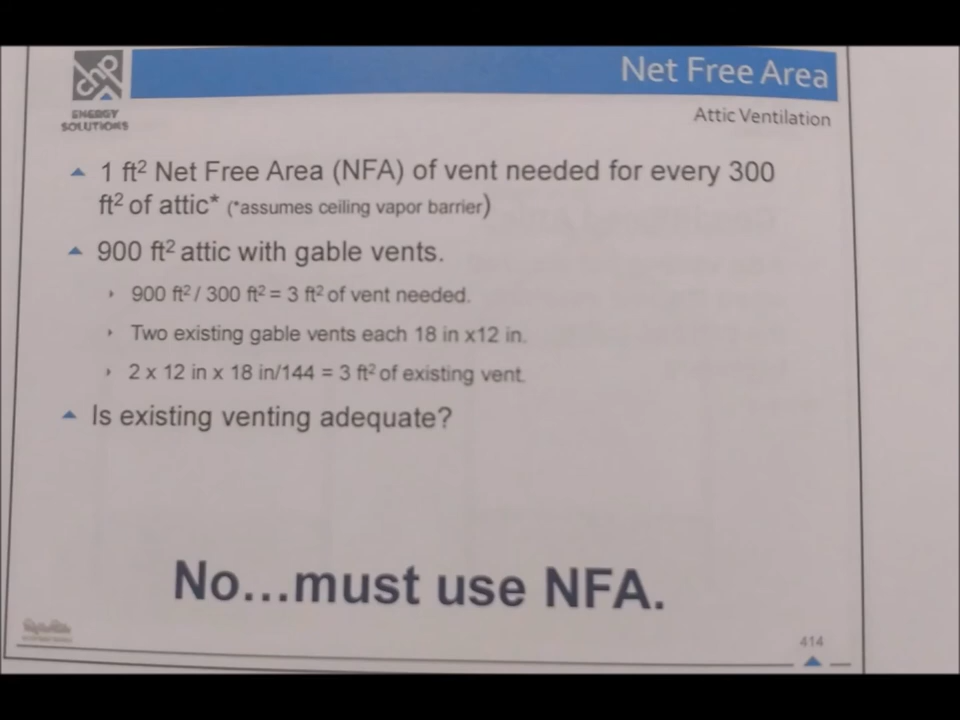 Net Free Area
chp
ENERGY
SOLUTIONS
Attic Ventilation
1 ft² Net Free Area (NFA) of vent needed for every 300
ft² of attic* (*assumes ceiling vapor barrier)
900 ft² attic with gable vents.
900 ft² / 300 ft² = 3 ft² of vent needed.
Two existing gable vents each 18 in x12 in.
2 x 12 in x 18 in/144 = 3 ft² of existing vent.
Is existing venting adequate?
No...must use NFA.
414